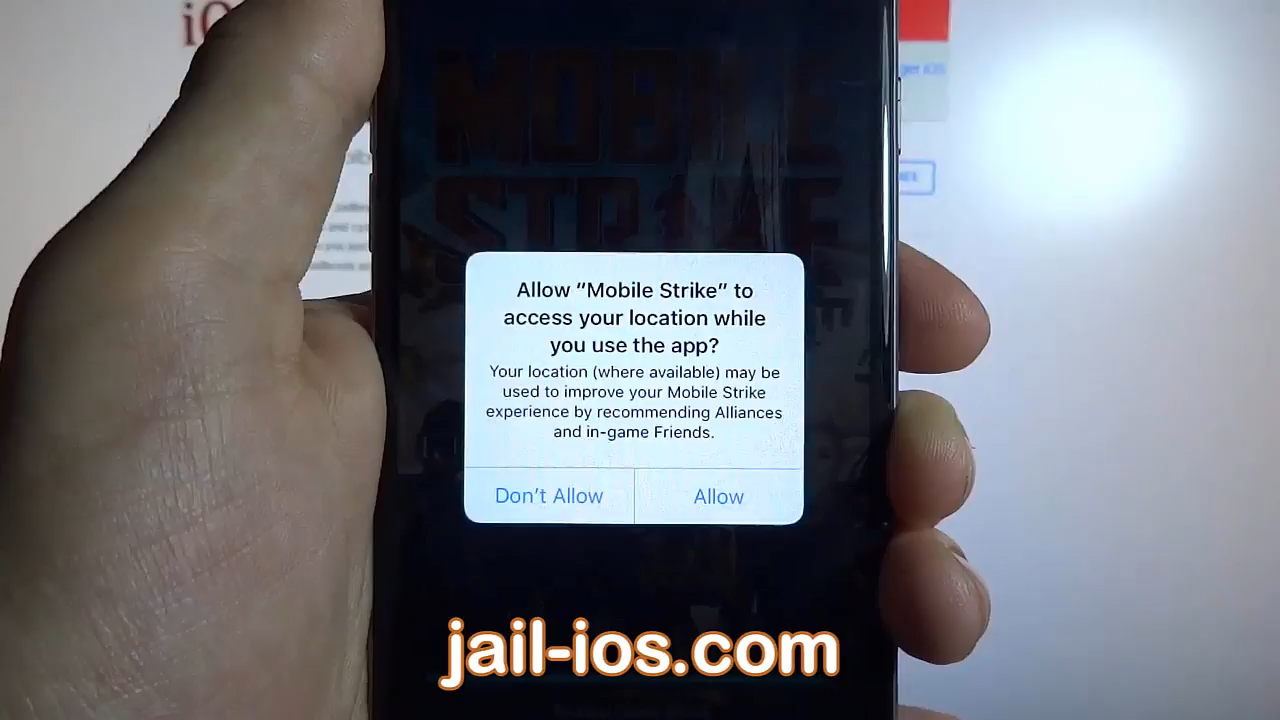 MOBILE
STRIKE
Allow “Mobile Strike” to
access your location while
you use the app?
Your location (where available) may be
used to improve your Mobile Strike
experience by recommending Alliances
and in-game Friends.
Don’t Allow
Allow
jail-ios.com